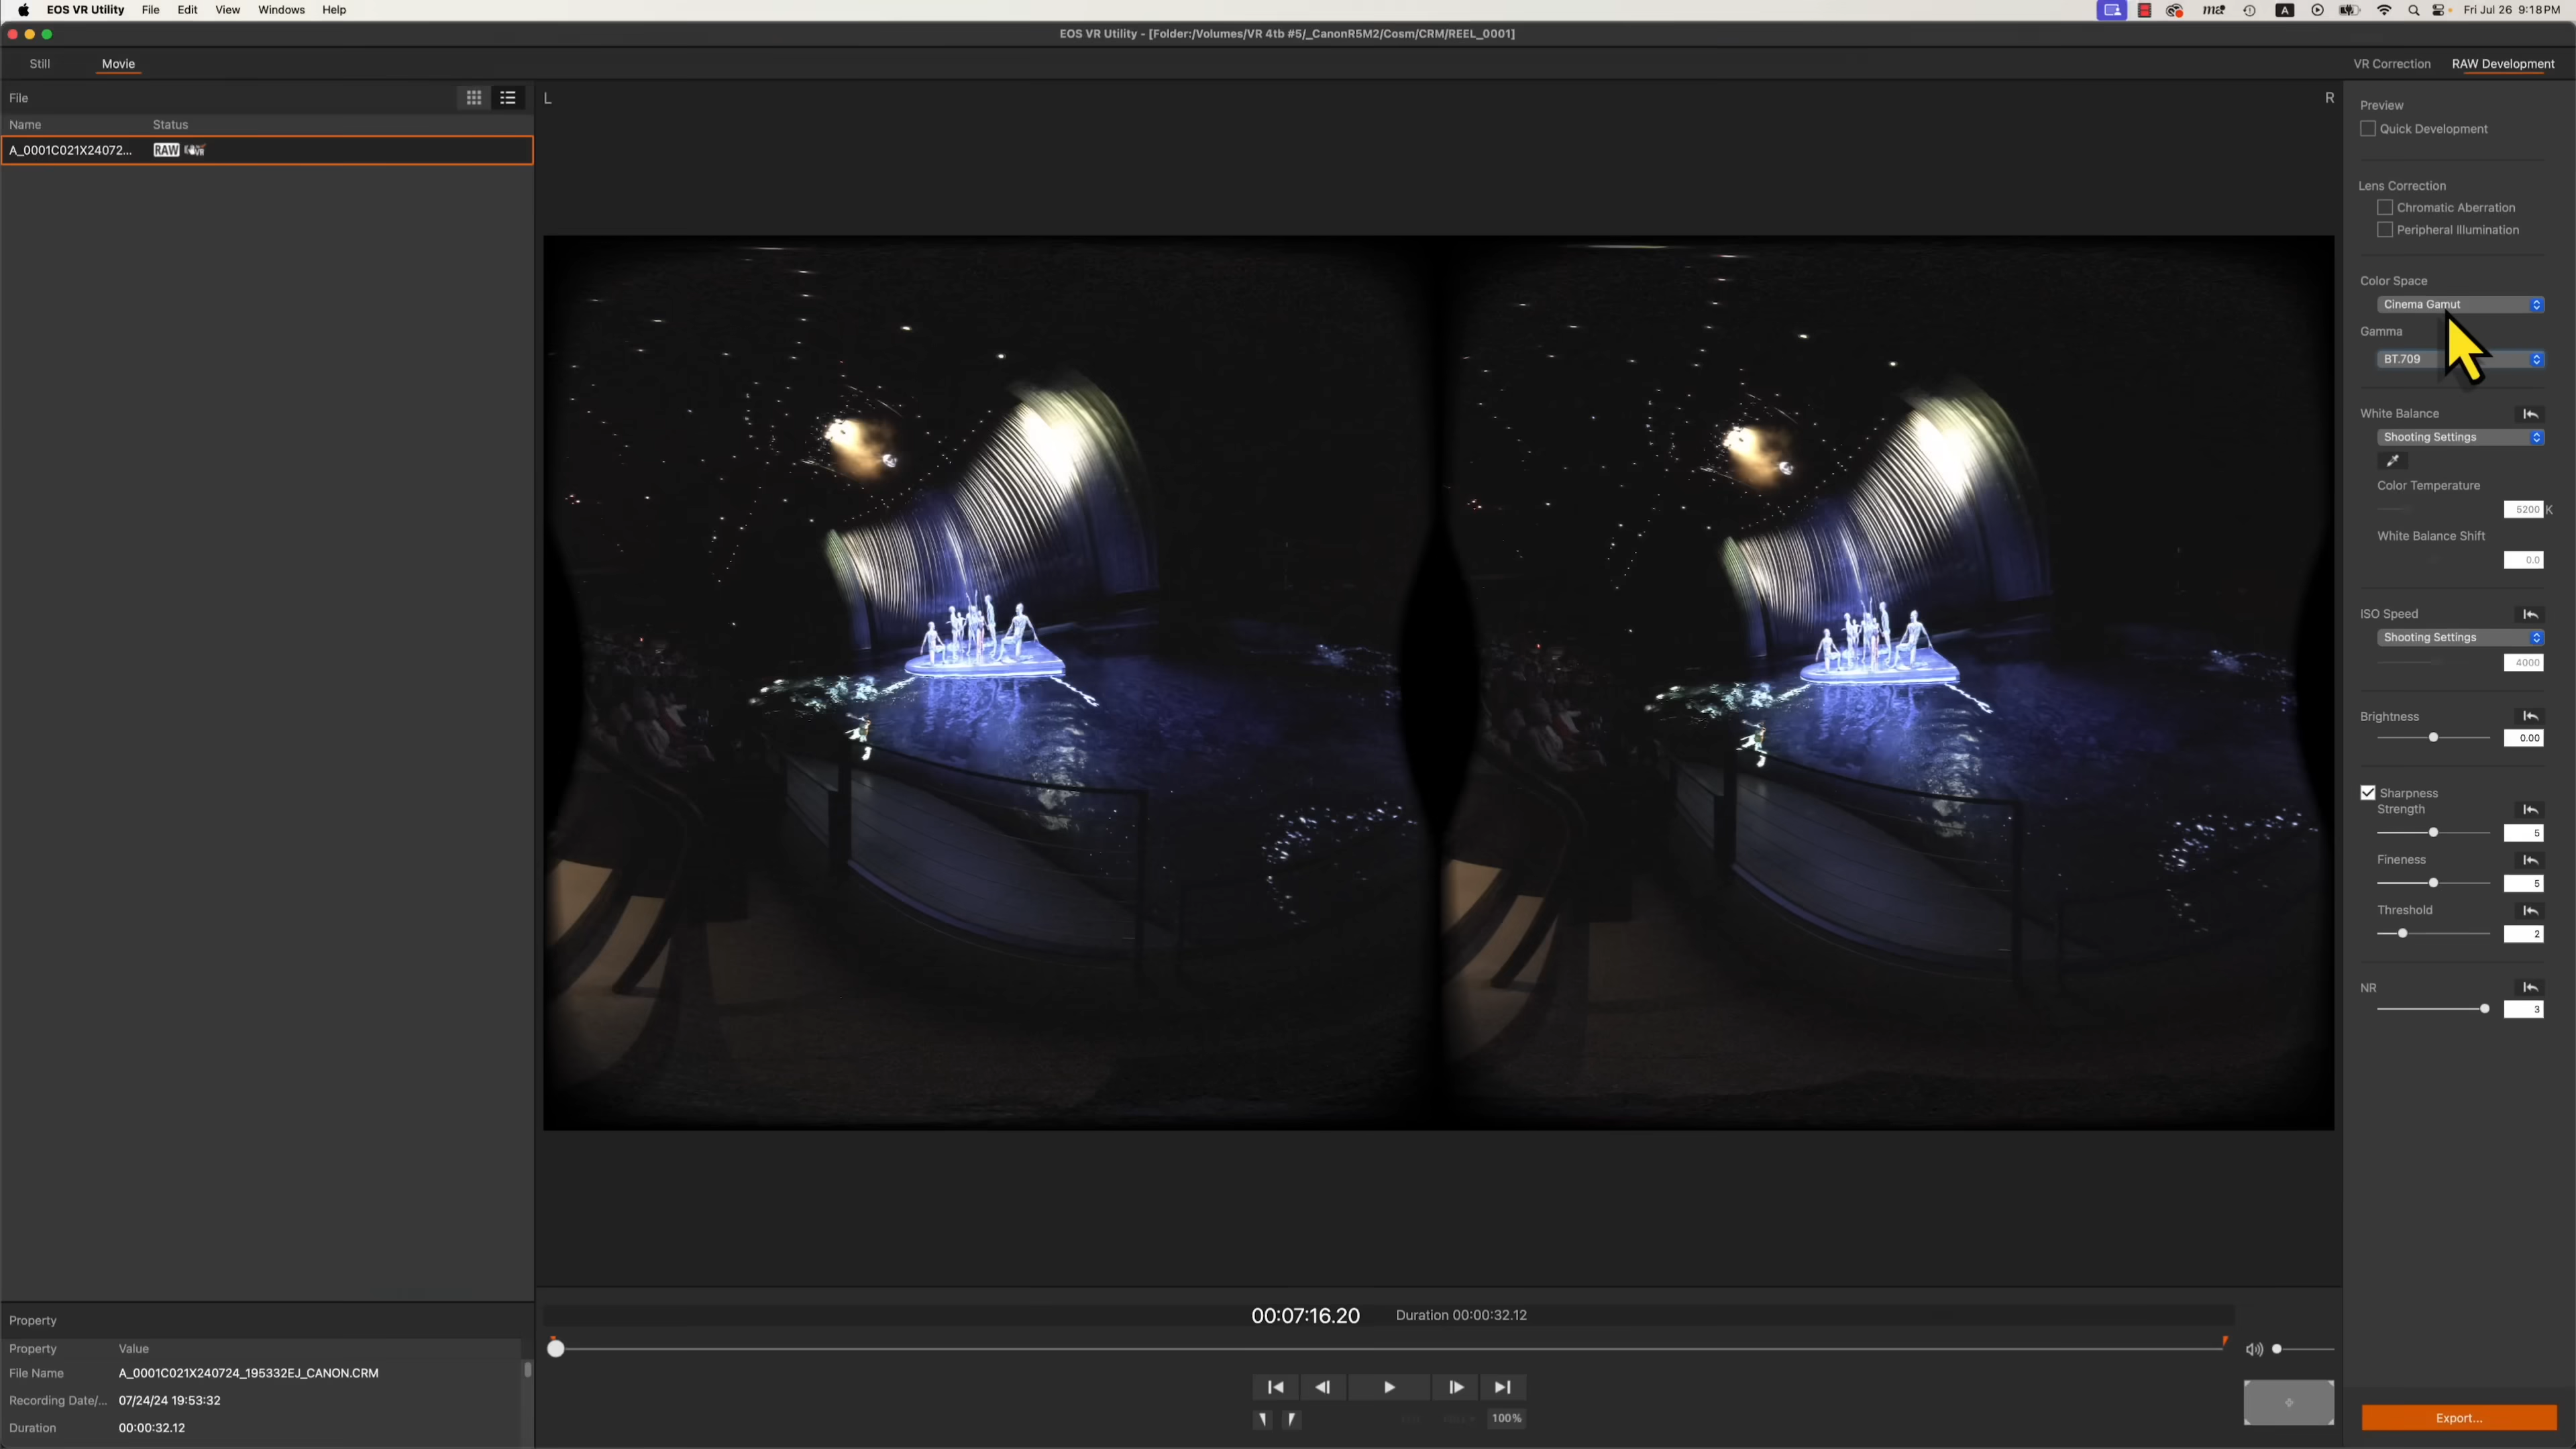 EOS VR Utility File Edit View Windows Help
A Fri Jul 26 9:18 PM
EOS VR Utility - [Folder:/Volumes/VR 4tb #5/_CanonR5M2/Cosm/CRM/REEL_0001]
Still Movie
VR Correction RAW Development
File
L
R
Name Status
A_0001C021X24072... RAW
Preview
Quick Development
Lens Correction
Chromatic Aberration
Peripheral Illumination
Color Space
Cinema Gamut
Gamma
BT.709
White Balance
Shooting Settings
Color Temperature
5200 K
White Balance Shift
0.0
ISO Speed
Shooting Settings
4000
Brightness
0.00
Sharpness
Strength
5
Fineness
5
Threshold
2
NR
3
00:07:16.20 Duration 00:00:32.12
100%
Property
Property Value
File Name A_0001C021X240724_195332EJ_CANON.CRM
Recording Date/... 07/24/24 19:53:32
Duration 00:00:32.12
Export...